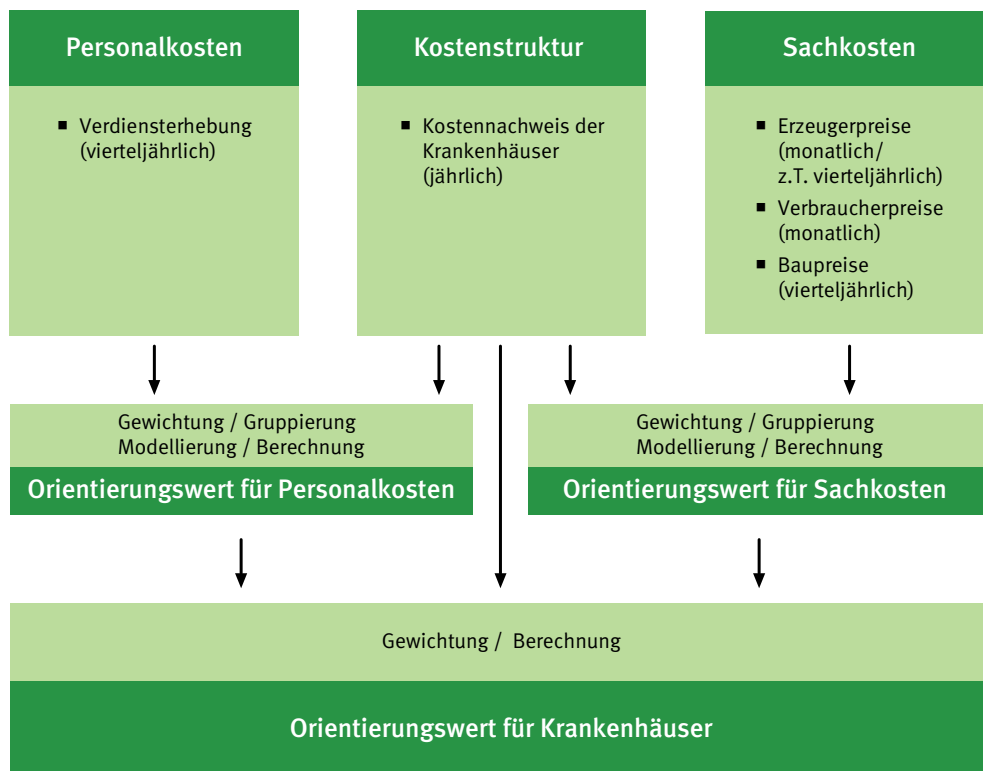 Personalkosten
▪ Verdiensterhebung
(vierteljährlich)
Kostenstruktur
▪ Kostennachweis der
Krankenhäuser
(jährlich)
Sachkosten
▪ Erzeugerpreise
(monatlich/
z.T. vierteljährlich)
▪ Verbraucherpreise
(monatlich)
▪ Baupreise
(vierteljährlich)
Gewichtung / Gruppierung
Modellierung / Berechnung
Orientierungswert für Personalkosten
Gewichtung / Gruppierung
Modellierung / Berechnung
Orientierungswert für Sachkosten
Gewichtung / Berechnung
Orientierungswert für Krankenhäuser